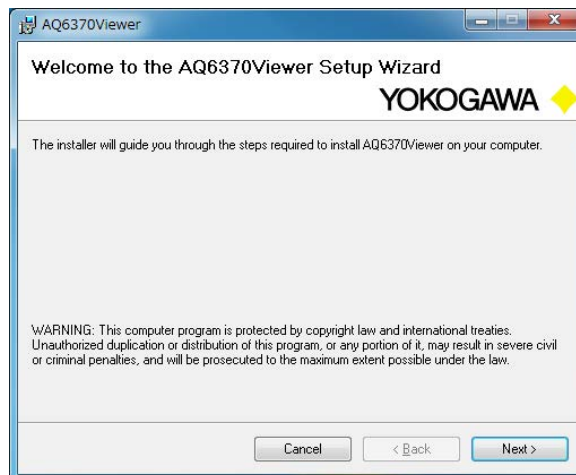 AQ6370Viewer
Welcome to the AQ6370Viewer Setup Wizard
YOKOGAWA
The installer will guide you through the steps required to install AQ6370Viewer on your computer.
WARNING: This computer program is protected by copyright law and international treaties.
Unauthorized duplication or distribution of this program, or any portion of it, may result in severe civil
or criminal penalties, and will be prosecuted to the maximum extent possible under the law.
Cancel
< Back
Next >